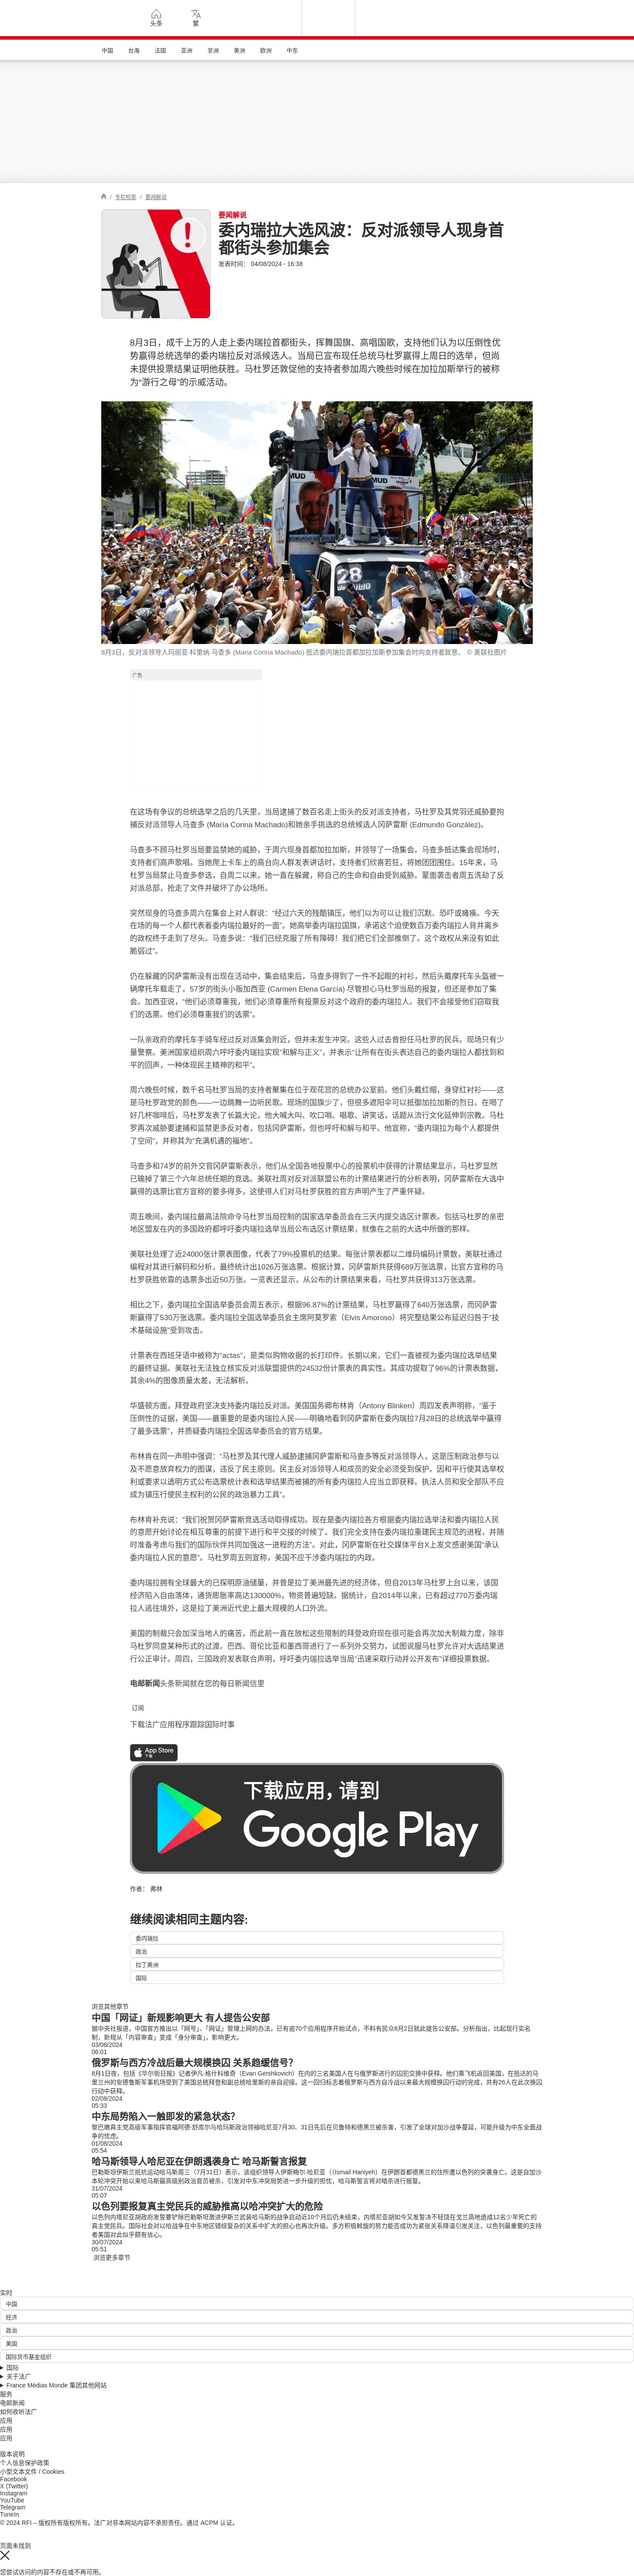 头条
繁
中国
台海
法国
亚洲
非洲
美洲
欧洲
中东
/ 专栏检索 / 要闻解说
要闻解说
委内瑞拉大选风波：反对派领导人现身首
都街头参加集会
发表时间： 04/08/2024 - 16:38
8月3日，成千上万的人走上委内瑞拉首都街头，挥舞国旗、高唱国歌，支持他们认为以压倒性优
势赢得总统选举的委内瑞拉反对派候选人。当局已宣布现任总统马杜罗赢得上周日的选举，但尚
未提供投票结果证明他获胜。马杜罗还敦促他的支持者参加周六晚些时候在加拉加斯举行的被称
为“游行之母”的示威活动。
MUD
MUD
28
JULIO
8月3日，反对派领导人玛丽亚·科里纳·马查多 (Maria Corina Machado) 抵达委内瑞拉首都加拉加斯参加集会时向支持者致意。 © 美联社图片
广告
在这场有争议的总统选举之后的几天里，当局逮捕了数百名走上街头的反对派支持者，马杜罗及其党羽还威胁要拘
捕反对派领导人马查多 (María Corina Machado)和她亲手挑选的总统候选人冈萨雷斯 (Edmundo González)。
马查多不顾马杜罗当局要监禁她的威胁，于周六现身首都加拉加斯，并领导了一场集会。马查多抵达集会现场时，
支持者们高声歌唱。当她爬上卡车上的高台向人群发表讲话时，支持者们欣喜若狂，将她团团围住。15年来，马
杜罗当局禁止马查多参选，自周二以来，她一直在躲藏，称自己的生命和自由受到威胁。蒙面袭击者周五洗劫了反
对派总部，抢走了文件并破坏了办公场所。
突然现身的马查多周六在集会上对人群说：“经过六天的残酷镇压，他们以为可以让我们沉默、恐吓或瘫痪。今天
在场的每一个人都代表着委内瑞拉最好的一面”。她高举委内瑞拉国旗，承诺这个迫使数百万委内瑞拉人背井离乡
的政权终于走到了尽头。马查多说：“我们已经克服了所有障碍！我们把它们全部推倒了。这个政权从来没有如此
脆弱过”。
仍在躲藏的冈萨雷斯没有出现在活动中，集会结束后，马查多得到了一件不起眼的衬衫，然后头戴摩托车头盔被一
辆摩托车载走了。57岁的街头小贩加西亚 (Carmen Elena García) 尽管担心马杜罗当局的报复，但还是参加了集
会。加西亚说，“他们必须尊重我，他们必须尊重所有投票反对这个政府的委内瑞拉人。我们不会接受他们窃取我
们的选票。他们必须尊重我们的选票”。
一队亲政府的摩托车手骑车经过反对派集会附近，但并未发生冲突。这些人过去曾担任马杜罗的民兵。现场只有少
量警察。美洲国家组织周六呼吁委内瑞拉实现“和解与正义”，并表示“让所有在街头表达自己的委内瑞拉人都找到和
平的回声，一种体现民主精神的和平”。
周六晚些时候，数千名马杜罗当局的支持者聚集在位于观花宫的总统办公室前。他们头戴红帽，身穿红衬衫——这
是马杜罗政党的颜色——一边跳舞一边听民歌。现场的国旗少了，但很多遮阳伞可以抵御加拉加斯的烈日。在喝了
好几杯咖啡后，马杜罗发表了长篇大论，他大喊大叫、吹口哨、唱歌、讲笑话，话题从流行文化延伸到宗教。马杜
罗再次威胁要逮捕和监禁更多反对者，包括冈萨雷斯，但也呼吁和解与和平。他宣称，“委内瑞拉为每个人都提供
了空间”，并称其为“充满机遇的福地”。
马查多和74岁的前外交官冈萨雷斯表示，他们从全国各地投票中心的投票机中获得的计票结果显示，马杜罗显然
已输掉了第三个六年总统任期的竞选。美联社周对反对派联盟公布的计票结果进行的分析表明，冈萨雷斯在大选中
赢得的选票比官方宣称的要多得多，这使得人们对马杜罗获胜的官方声明产生了严重怀疑。
周五晚间，委内瑞拉最高法院命令马杜罗当局控制的国家选举委员会在三天内提交选区计票表。包括马杜罗的亲密
地区盟友在内的多国政府都呼吁委内瑞拉选举当局公布选区计票结果，就像在之前的大选中所做的那样。
美联社处理了近24000张计票表图像，代表了79%投票机的结果。每张计票都以二维码编码计票数，美联社通过
编程对其进行解码和分析，最终统计出1026万张选票。根据计算，冈萨雷斯共获得689万张选票，比官方宣称的马
杜罗获胜依靠的选票多出近50万张。一览表还显示，从公布的计票结果来看，马杜罗共获得313万张选票。
相比之下，委内瑞拉全国选举委员会周五表示，根据96.87%的计票结果，马杜罗赢得了640万张选票，而冈萨雷
斯赢得了530万张选票。委内瑞拉全国选举委员会主席阿莫罗索（Elvis Amoroso）将完整结果公布延迟归咎于“技
术基础设施”受到攻击。
计票表在西班牙语中被称为“actas”，是类似购物收据的长打印件。长期以来，它们一直被视为委内瑞拉选举结果
的最终证据。美联社无法独立核实反对派联盟提供的24532份计票表的真实性。其成功提取了96%的计票表数据，
其余4%的图像质量太差，无法解析。
华盛顿方面，拜登政府坚决支持委内瑞拉反对派。美国国务卿布林肯（Antony Blinken）周四发表声明称，“鉴于
压倒性的证据，美国——最重要的是委内瑞拉人民——明确地看到冈萨雷斯在委内瑞拉7月28日的总统选举中赢得
了最多选票”，并质疑委内瑞拉全国选举委员会的官方结果。
布林肯在同一声明中强调：“马杜罗及其代理人威胁逮捕冈萨雷斯和马查多等反对派领导人，这是压制政治参与以
及不愿意放弃权力的图谋，违反了民主原则。民主反对派领导人和成员的安全必须受到保护。因和平行使其选举权
利或要求以透明方式公布选票统计表和选举结果而被捕的所有委内瑞拉人应当立即获释。执法人员和安全部队不应
成为镇压行使民主权利的公民的政治暴力工具”。
布林肯补充说：“我们祝贺冈萨雷斯竞选活动取得成功。现在是委内瑞拉各方根据委内瑞拉选举法和委内瑞拉人民
的意愿开始讨论在相互尊重的前提下进行和平交接的时候了。我们完全支持在委内瑞拉重建民主规范的进程，并随
时准备考虑与我们的国际伙伴共同加强这一进程的方法”。对此，冈萨雷斯在社交媒体平台X上发文感谢美国“承认
委内瑞拉人民的意愿”。马杜罗周五则宣称，美国不应干涉委内瑞拉的内政。
委内瑞拉拥有全球最大的已探明原油储量，并曾是拉丁美洲最先进的经济体，但自2013年马杜罗上台以来，该国
经济陷入自由落体，通货膨胀率高达130000%，物资普遍短缺。据统计，自2014年以来，已有超过770万委内瑞
拉人逃往境外，这是拉丁美洲近代史上最大规模的人口外流。
美国的制裁只会加深当地人的痛苦，而此前一直在放松这些限制的拜登政府现在很可能会再次加大制裁力度，除非
马杜罗同意某种形式的过渡。巴西、哥伦比亚和墨西哥进行了一系列外交努力，试图说服马杜罗允许对大选结果进
行公正审计。周四，三国政府发表联合声明，呼吁委内瑞拉选举当局“迅速采取行动并公开发布”详细投票数据。
电邮新闻头条新闻就在您的每日新闻信里
订阅
下载法广应用程序跟踪国际时事
App Store
下载
下载应用，请到
Google Play
作者： 弗林
继续阅读相同主题内容:
委内瑞拉
政治
拉丁美洲
国际
浏览其他章节
中国「网证」新规影响更大 有人提告公安部
据中央社报道，中国官方推出以「网号」、「网证」管理上网的办法，已有逾70个应用程序开始试点，不料有民众8月2日就此提告公安部。分析指出，比起现行实名
制，新规从「内容审查」变成「身分审查」，影响更大。
03/08/2024
06:01
俄罗斯与西方冷战后最大规模换囚 关系趋缓信号？
8月1日夜，包括《华尔街日报》记者伊凡·格什科维奇（Evan Gershkovich）在内的三名美国人在与俄罗斯进行的囚犯交换中获释。他们乘飞机返回美国，在抵达的马
里兰州的安德鲁斯军事机场受到了美国总统拜登和副总统哈里斯的亲自迎接。这一回归标志着俄罗斯与西方自冷战以来最大规模换囚行动的完成，共有26人在此次换囚
行动中获释。
02/08/2024
05:33
中东局势陷入一触即发的紧急状态？
黎巴嫩真主党高级军事指挥官福阿德·舒库尔与哈玛斯政治领袖哈尼亚7月30、31日先后在贝鲁特和德黑兰被杀害，引发了全球对加沙战争蔓延，可能升级为中东全面战
争的忧虑。
01/08/2024
05:54
哈马斯领导人哈尼亚在伊朗遇袭身亡 哈马斯誓言报复
巴勒斯坦伊斯兰抵抗运动哈马斯周三（7月31日）表示，该组织领导人伊斯梅尔·哈尼亚（（Ismail Haniyeh）在伊朗首都德黑兰的住所遭以色列的突袭身亡。这是自加沙
本轮冲突开始以来哈马斯最高级别政治官员被杀，引发对中东冲突局势进一步升级的担忧，哈马斯誓言将对暗杀进行报复。
31/07/2024
05:07
以色列要报复真主党民兵的威胁推高以哈冲突扩大的危险
以色列内塔尼亚胡政府发誓要铲除巴勒斯坦激进伊斯兰武装哈马斯的战争启动近10个月后仍未结束，内塔尼亚胡如今又发誓决不轻饶在戈兰高地造成12名少年死亡的
真主党民兵。国际社会对以哈战争在中东地区错综复杂的关系中扩大的担心也再次升级。多方积极斡旋的努力能否成功为紧张关系降温引发关注，以色列最重要的支持
者美国对此似乎颇有信心。
30/07/2024
05:51
浏览更多章节
实时
中国
经济
政治
美国
国际货币基金组织
国际
关于法广
France Médias Monde 集团其他网站
服务
电邮新闻
如何收听法广
应用
应用
应用
版本说明
个人信息保护政策
小型文本文件 / Cookies
Facebook
X (Twitter)
Instagram
YouTube
Telegram
TuneIn
© 2024 RFI – 版权所有版权所有。法广对非本网站内容不承担责任。通过 ACPM 认证。
页面未找到
您尝试访问的内容不存在或不再可用。